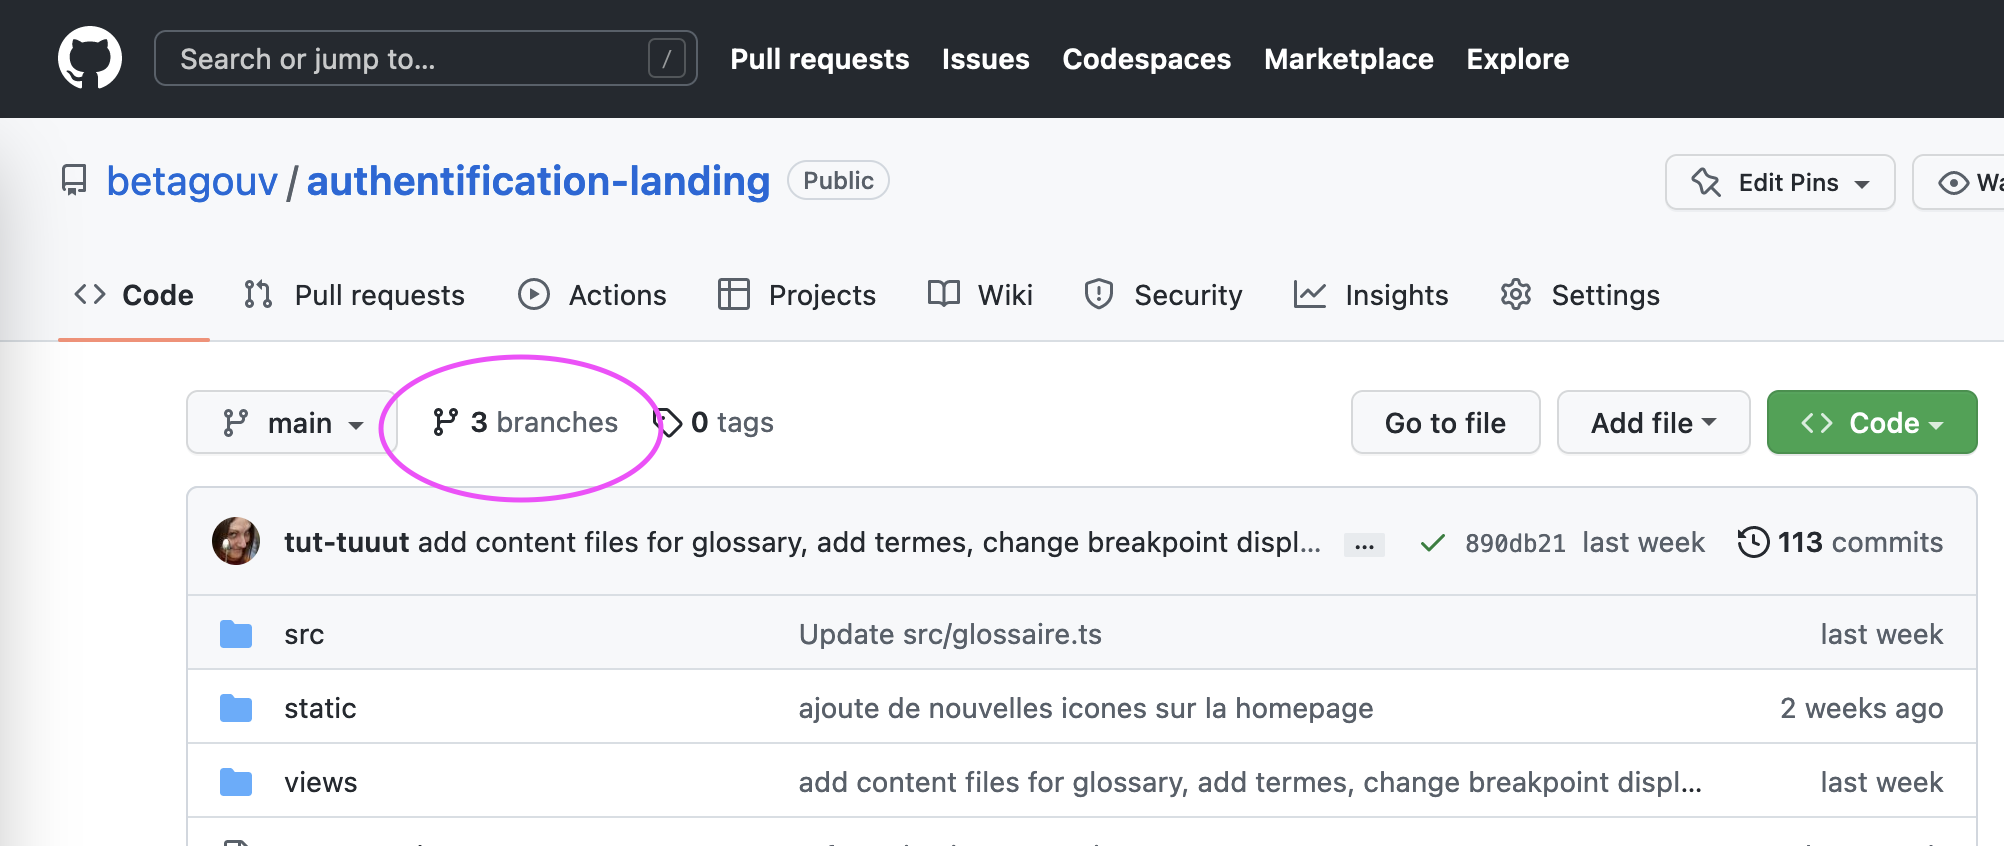 Search or jump to... / Pull requests Issues Codespaces Marketplace Explore
betagouv / authentification-landing Public Edit Pins
Code Pull requests Actions Projects Wiki Security Insights Settings
main 3 branches 0 tags Go to file Add file Code
tut-tuuut add content files for glossary, add termes, change breakpoint displ... ... 890db21 last week 113 commits
src Update src/glossaire.ts last week
static ajoute de nouvelles icones sur la homepage 2 weeks ago
views add content files for glossary, add termes, change breakpoint displ... last week